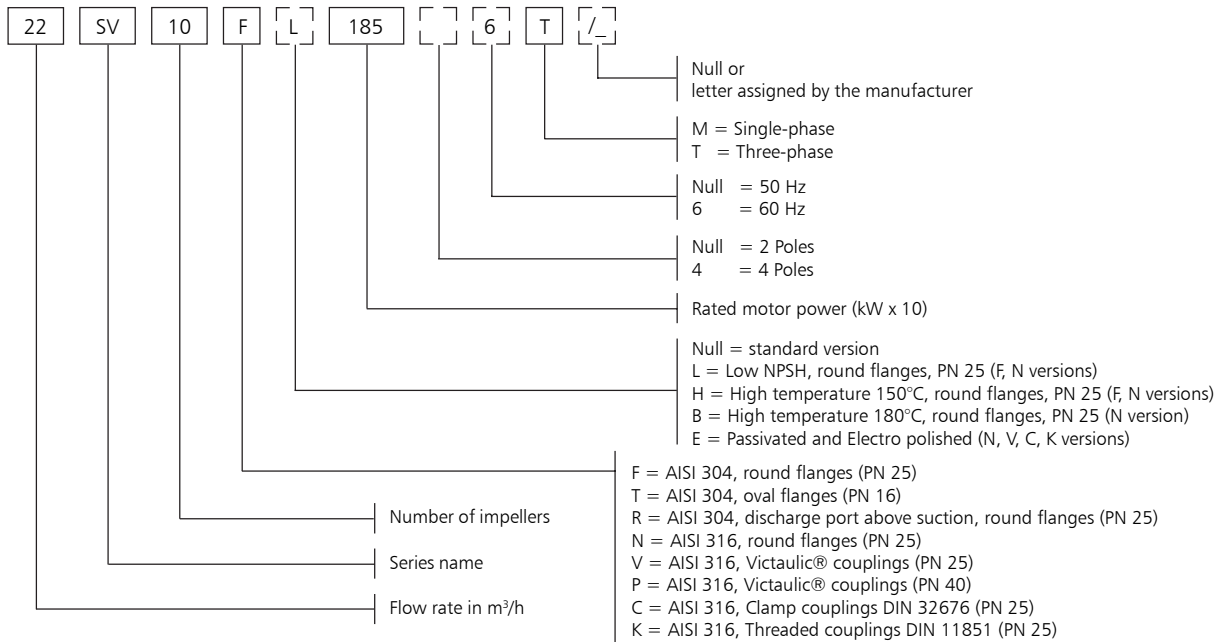 22 SV 10 F L 185 6 T /_
Null or
letter assigned by the manufacturer
M = Single-phase
T = Three-phase
Null = 50 Hz
6 = 60 Hz
Null = 2 Poles
4 = 4 Poles
Rated motor power (kW x 10)
Null = standard version
L = Low NPSH, round flanges, PN 25 (F, N versions)
H = High temperature 150°C, round flanges, PN 25 (F, N versions)
B = High temperature 180°C, round flanges, PN 25 (N version)
E = Passivated and Electro polished (N, V, C, K versions)
F = AISI 304, round flanges (PN 25)
T = AISI 304, oval flanges (PN 16)
R = AISI 304, discharge port above suction, round flanges (PN 25)
N = AISI 316, round flanges (PN 25)
V = AISI 316, Victaulic® couplings (PN 25)
P = AISI 316, Victaulic® couplings (PN 40)
C = AISI 316, Clamp couplings DIN 32676 (PN 25)
K = AISI 316, Threaded couplings DIN 11851 (PN 25)
Number of impellers
Series name
Flow rate in m³/h